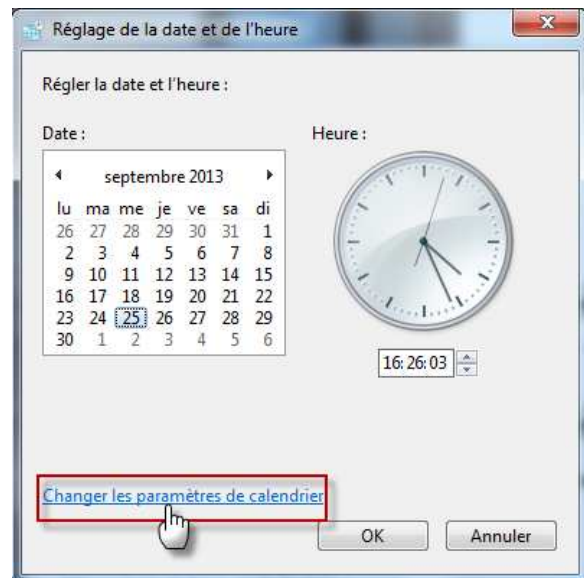 Réglage de la date et de l'heure
Régler la date et l'heure :
Date :
Heure :
septembre 2013
lu ma me je ve sa di
26 27 28 29 30 31 1
2 3 4 5 6 7 8
9 10 11 12 13 14 15
16 17 18 19 20 21 22
23 24 25 26 27 28 29
30 1 2 3 4 5 6
16:26:03
Changer les paramètres de calendrier
OK
Annuler